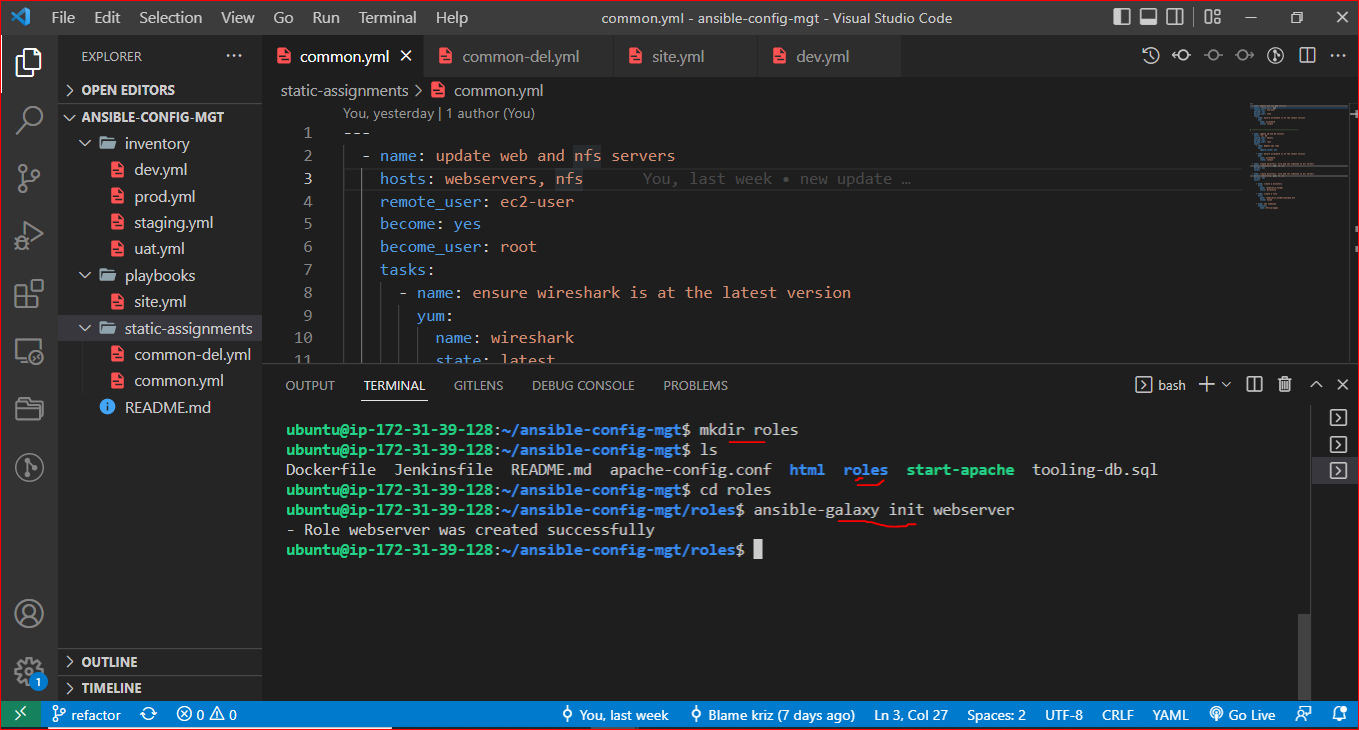 File Edit Selection View Go Run Terminal Help common.yml - ansible-config-mgt - Visual Studio Code
EXPLORER ···
OPEN EDITORS
ANSIBLE-CONFIG-MGT
inventory
dev.yml
prod.yml
staging.yml
uat.yml
playbooks
site.yml
static-assignments
common-del.yml
common.yml
README.md
OUTLINE
TIMELINE
1
common.yml common-del.yml site.yml dev.yml
static-assignments > common.yml
You, yesterday | 1 author (You)
1 ---
2 - name: update web and nfs servers
3 hosts: webservers, nfs You, last week • new update …
4 remote_user: ec2-user
5 become: yes
6 become_user: root
7 tasks:
8 - name: ensure wireshark is at the latest version
9 yum:
10 name: wireshark
11 state: latest
OUTPUT TERMINAL GITLENS DEBUG CONSOLE PROBLEMS bash
ubuntu@ip-172-31-39-128:~/ansible-config-mgt$ mkdir roles
ubuntu@ip-172-31-39-128:~/ansible-config-mgt$ ls
Dockerfile Jenkinsfile README.md apache-config.conf html roles start-apache tooling-db.sql
ubuntu@ip-172-31-39-128:~/ansible-config-mgt$ cd roles
ubuntu@ip-172-31-39-128:~/ansible-config-mgt/roles$ ansible-galaxy init webserver
- Role webserver was created successfully
ubuntu@ip-172-31-39-128:~/ansible-config-mgt/roles$
refactor 0 0 You, last week Blame kriz (7 days ago) Ln 3, Col 27 Spaces: 2 UTF-8 CRLF YAML Go Live